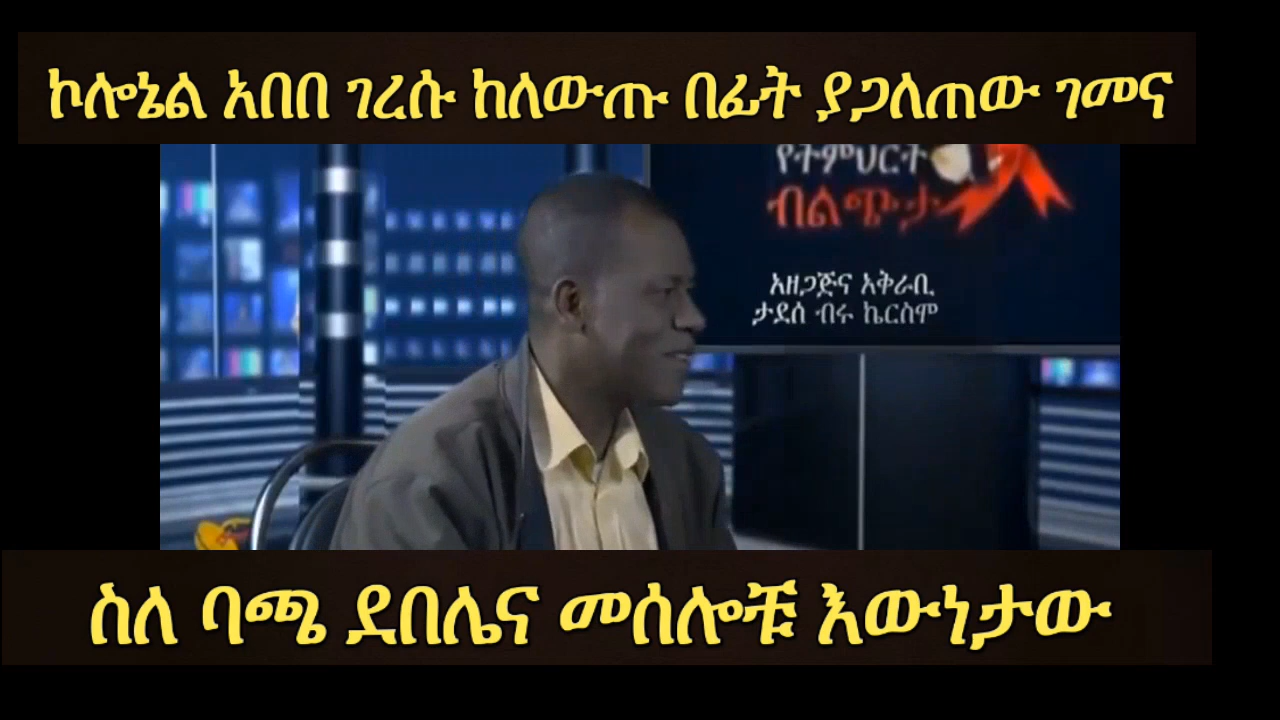 ኮሎኔል አበበ ገረሱ ከለውጡ በፊት ያጋለጠው ገመና
የትምህርት
ብልጭታ
አዘጋጅና አቅራቢ
ታደሰ ብሩ ኬርስሞ
ስለ ባጫ ደበሌና መሰሎቹ እውነታው